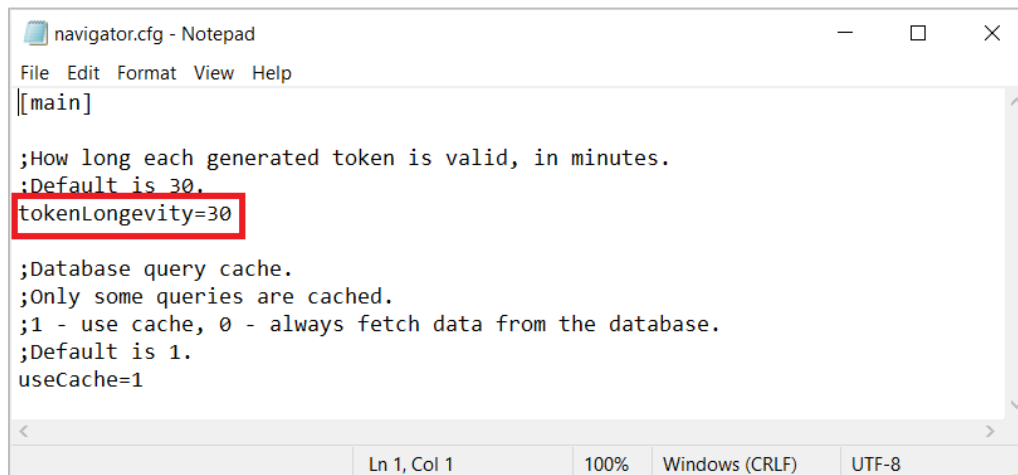 navigator.cfg - Notepad
File Edit Format View Help
[main]
;How long each generated token is valid, in minutes.
;Default is 30.
tokenLongevity=30
;Database query cache.
;Only some queries are cached.
;1 - use cache, 0 - always fetch data from the database.
;Default is 1.
useCache=1
Ln 1, Col 1 100% Windows (CRLF) UTF-8